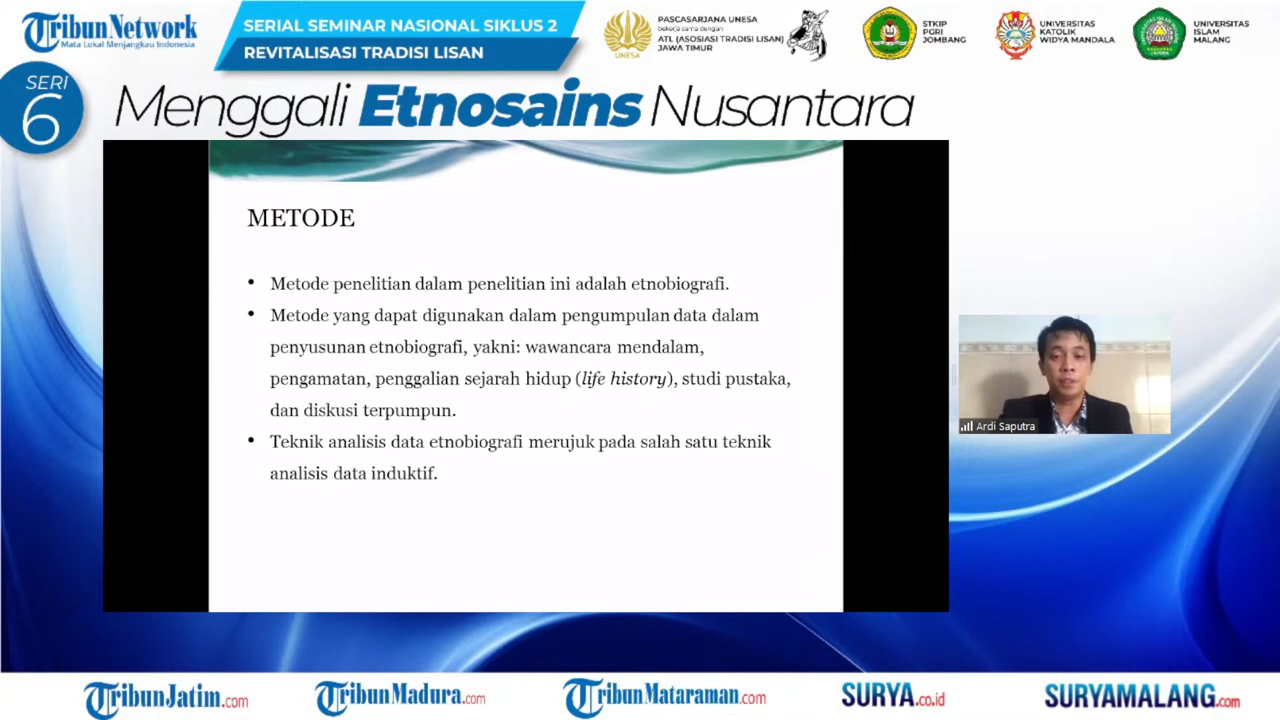 TribunNetwork
Mata Lokal Menjangkau Indonesia
SERIAL SEMINAR NASIONAL SIKLUS 2
REVITALISASI TRADISI LISAN
UNESA
PASCASARJANA UNESA
bekerja sama dengan
ATL (ASOSIASI TRADISI LISAN)
JAWA TIMUR
STKIP
PGRI
JOMBANG
UNIVERSITAS
KATOLIK
WIDYA MANDALA
UNIVERSITAS
ISLAM
MALANG
SERI
6
Menggali Etnosains Nusantara
METODE
• Metode penelitian dalam penelitian ini adalah etnobiografi.
• Metode yang dapat digunakan dalam pengumpulan data dalam
penyusunan etnobiografi, yakni: wawancara mendalam,
pengamatan, penggalian sejarah hidup (life history), studi pustaka,
dan diskusi terpumpun.
• Teknik analisis data etnobiografi merujuk pada salah satu teknik
analisis data induktif.
Ardi Saputra
TribunJatim.com
TribunMadura.com
TribunMataraman.com
SURYA.co.id
SURYAMALANG.com